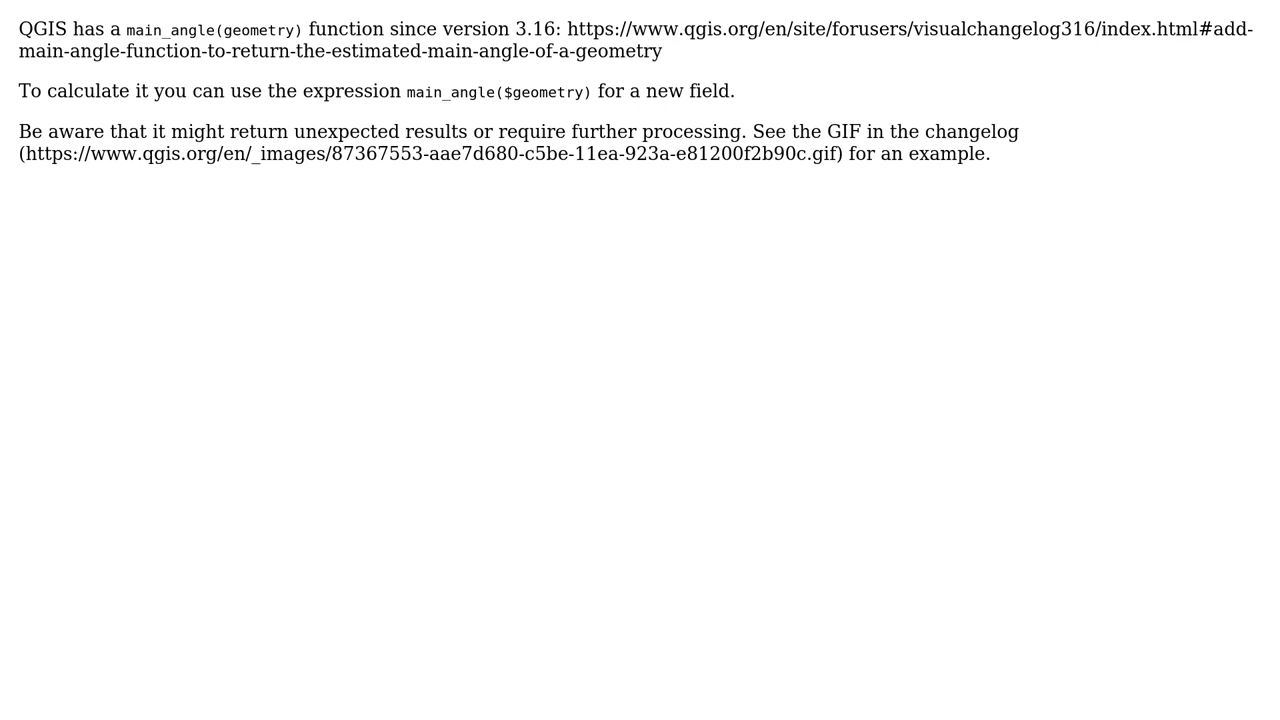 QGIS has a main_angle(geometry) function since version 3.16: https://www.qgis.org/en/site/forusers/visualchangelog316/index.html#add-
main-angle-function-to-return-the-estimated-main-angle-of-a-geometry
To calculate it you can use the expression main_angle($geometry) for a new field.
Be aware that it might return unexpected results or require further processing. See the GIF in the changelog
(https://www.qgis.org/en/_images/87367553-aae7d680-c5be-11ea-923a-e81200f2b90c.gif) for an example.